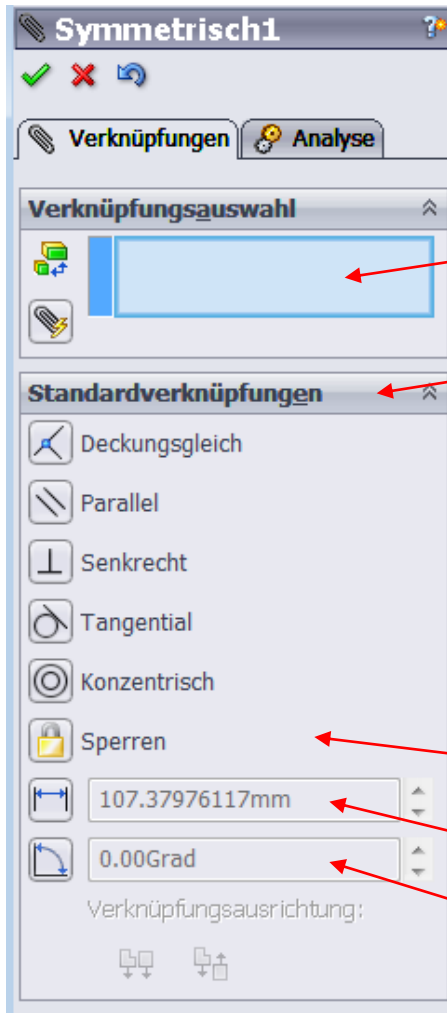 Symmetrisch1 ?
Verknüpfungen Analyse
Verknüpfungsauswahl
Standardverknüpfungen
Deckungsgleich
Parallel
Senkrecht
Tangential
Konzentrisch
Sperren
107.37976117mm
0.00Grad
Verknüpfungsausrichtung: